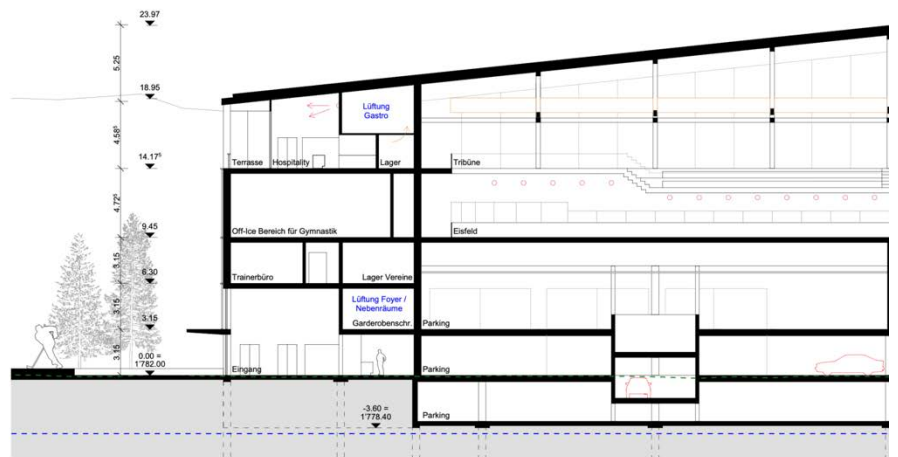 23.97
5.25
18.95
Lüftung
Gastro
4.58⁵
14.17⁵
Terrasse
Hospitality
Lager
Tribüne
4.72⁵
9.45
Off-Ice Bereich für Gymnastik
Eisfeld
3.15
6.30
Trainerbüro
Lager Vereine
Lüftung Foyer /
Nebenräume
3.15
3.15
Garderobenschr.
Parking
3.15
0.00 =
1'782.00
Eingang
Parking
-3.60 =
1'778.40
Parking